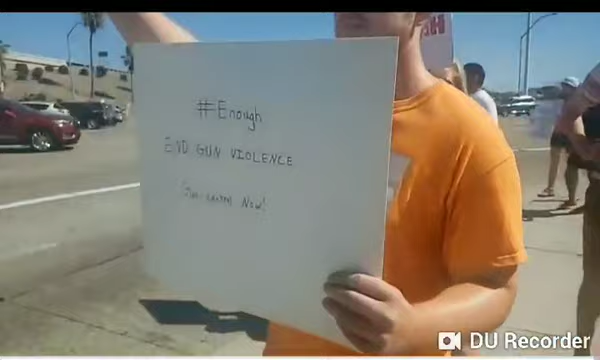 #Enough
END GUN VIOLENCE
Gun control Now!
DU Recorder